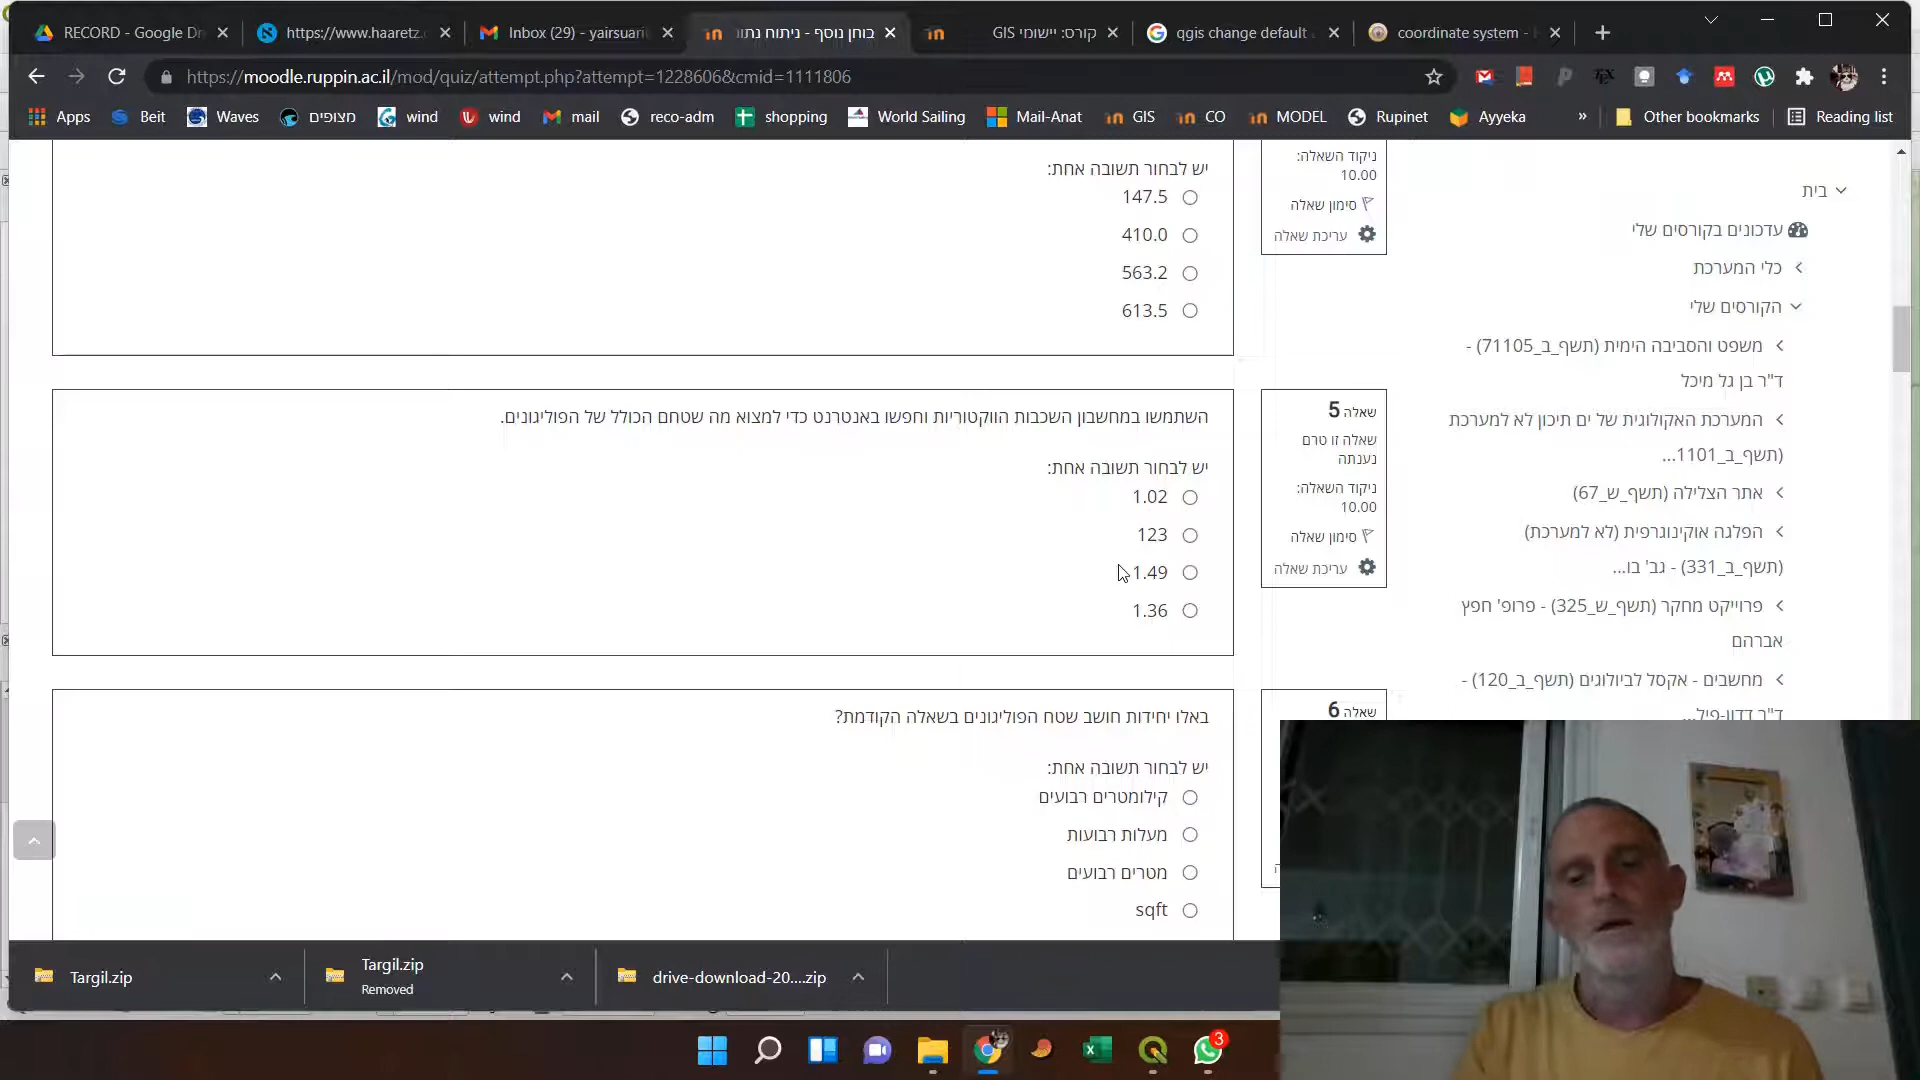 RECORD - Google Dr
https://www.haaretz.c
Inbox (29) - yairsuari
בוחן נוסף - ניתוח נתונ
קורס: יישומי GIS
qgis change default
coordinate system -
https://moodle.ruppin.ac.il/mod/quiz/attempt.php?attempt=1228606&cmid=1111806
Apps
Beit
Waves
מצופים
wind
wind
mail
reco-adm
shopping
World Sailing
Mail-Anat
GIS
CO
MODEL
Rupinet
Ayyeka
»
Other bookmarks
Reading list
יש לבחור תשובה אחת:
147.5
410.0
563.2
613.5
ניקוד השאלה:
10.00
סימון שאלה
עריכת שאלה
השתמשו במחשבון השכבות הווקטוריות וחפשו באנטרנט כדי למצוא מה שטחם הכולל של הפוליגונים.
יש לבחור תשובה אחת:
1.02
123
1.49
1.36
שאלה 5
שאלה זו טרם
נענתה
ניקוד השאלה:
10.00
סימון שאלה
עריכת שאלה
באלו יחידות חושב שטח הפוליגונים בשאלה הקודמת?
יש לבחור תשובה אחת:
קילומטרים רבועים
מעלות רבועות
מטרים רבועים
sqft
שאלה 6
בית
עדכונים בקורסים שלי
כלי המערכת
הקורסים שלי
משפט והסביבה הימית (תשף_ב_71105) -
ד"ר בן גל מיכל
המערכת האקולוגית של ים תיכון לא למערכת
(תשף_ב_1101...
אתר הצלילה (תשף_ש_67)
הפלגה אוקינוגרפית (לא למערכת)
(תשף_ב_331) - גב' בו...
פרוייקט מחקר (תשף_ש_325) - פרופ' חפץ
אברהם
מחשבים - אקסל לביולוגים (תשף_ב_120) -
ד"ר דדון-פיל...
Targil.zip
Targil.zip
Removed
drive-download-20....zip
3